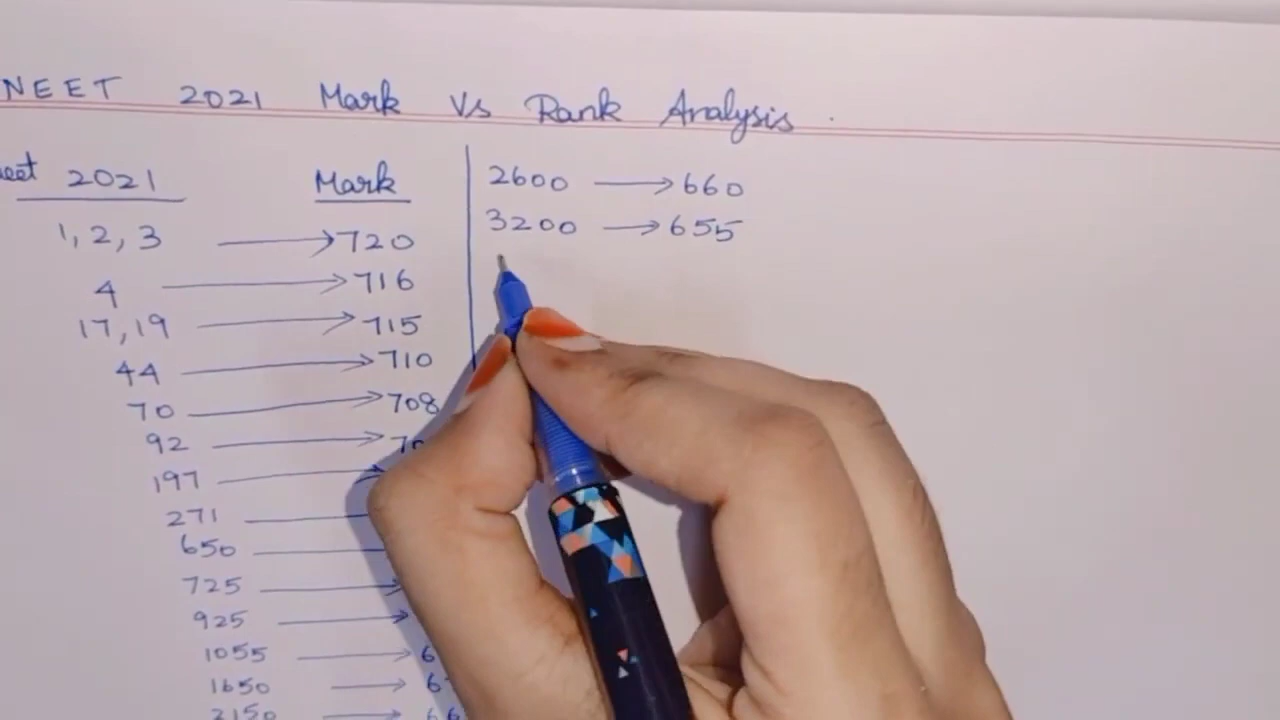 NEET 2021 Mark Vs Rank Analysis.
neet 2021 Mark
1, 2, 3 → 720
4 → 716
17, 19 → 715
44 → 710
70 → 708
92 →
197 →
271
650
725 →
925 →
1055 →
1650 →
2150 →
2600 → 660
3200 → 655